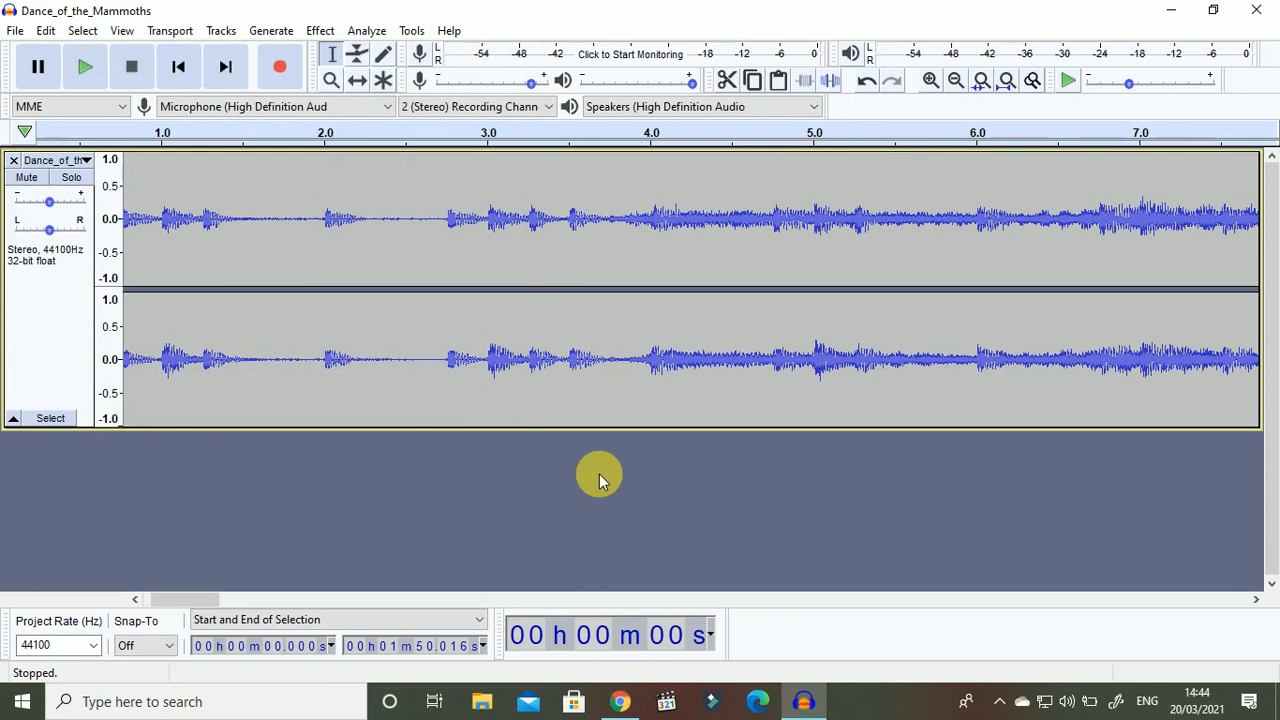 Dance_of_the_Mammoths
File Edit Select View Transport Tracks Generate Effect Analyze Tools Help
L R -54 -48 -42 Click to Start Monitoring -18 -12 -6 0 L R -54 -48 -42 -36 -30 -24 -18 -12 -6 0
- + - + - +
MME Microphone (High Definition Aud 2 (Stereo) Recording Chann Speakers (High Definition Audio
1.0 2.0 3.0 4.0 5.0 6.0 7.0
Dance_of_th 1.0
Mute Solo
0.5
- +
0.0
L R
Stereo, 44100Hz -0.5
32-bit float
-1.0
1.0
0.5
0.0
-0.5
Select -1.0
Project Rate (Hz) Snap-To Start and End of Selection
00 h 00 m 00 s
44100 Off 00 h 00 m 00.000 s 00 h 01 m 50.016 s
Stopped.
Type here to search
321
ENG
14:44
20/03/2021